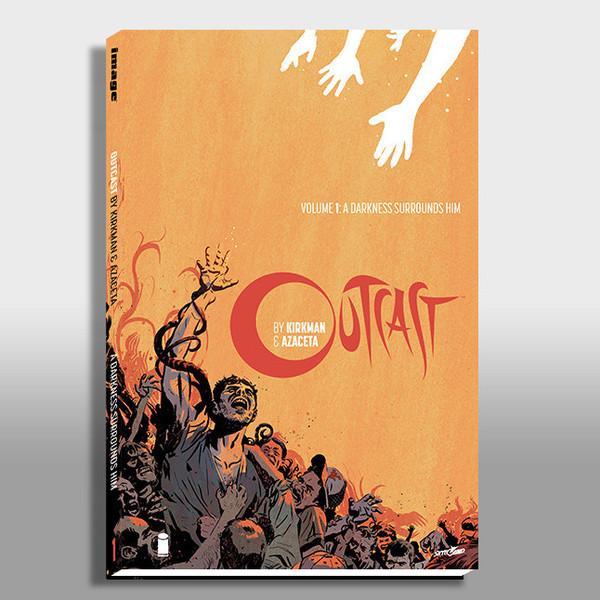 image
OUTCAST BY KIRKMAN & AZACETA
A DARKNESS SURROUNDS HIM
VOLUME 1: A DARKNESS SURROUNDS HIM
OUTCAST
BY KIRKMAN
& AZACETA